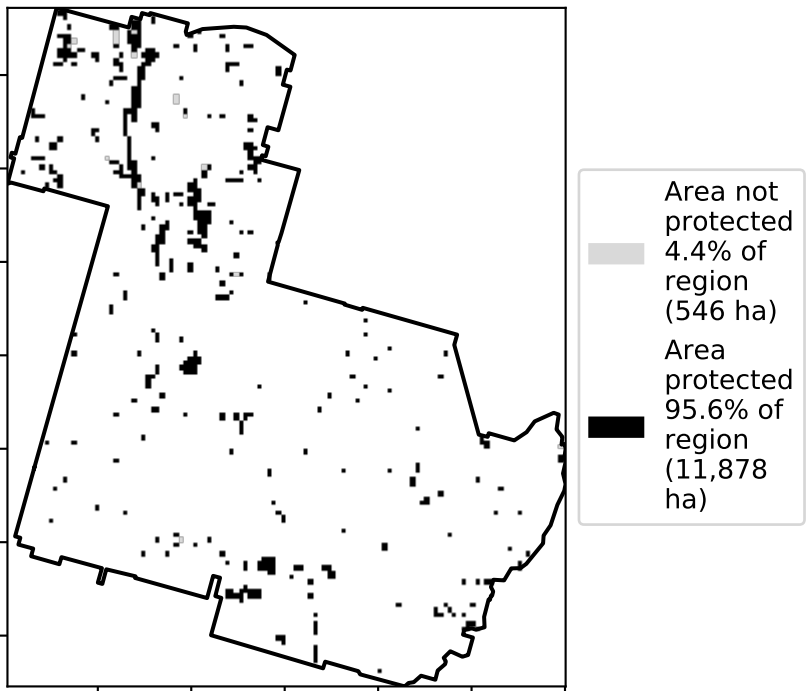 Area not
protected
4.4% of
region
(546 ha)
Area
protected
95.6% of
region
(11,878
ha)